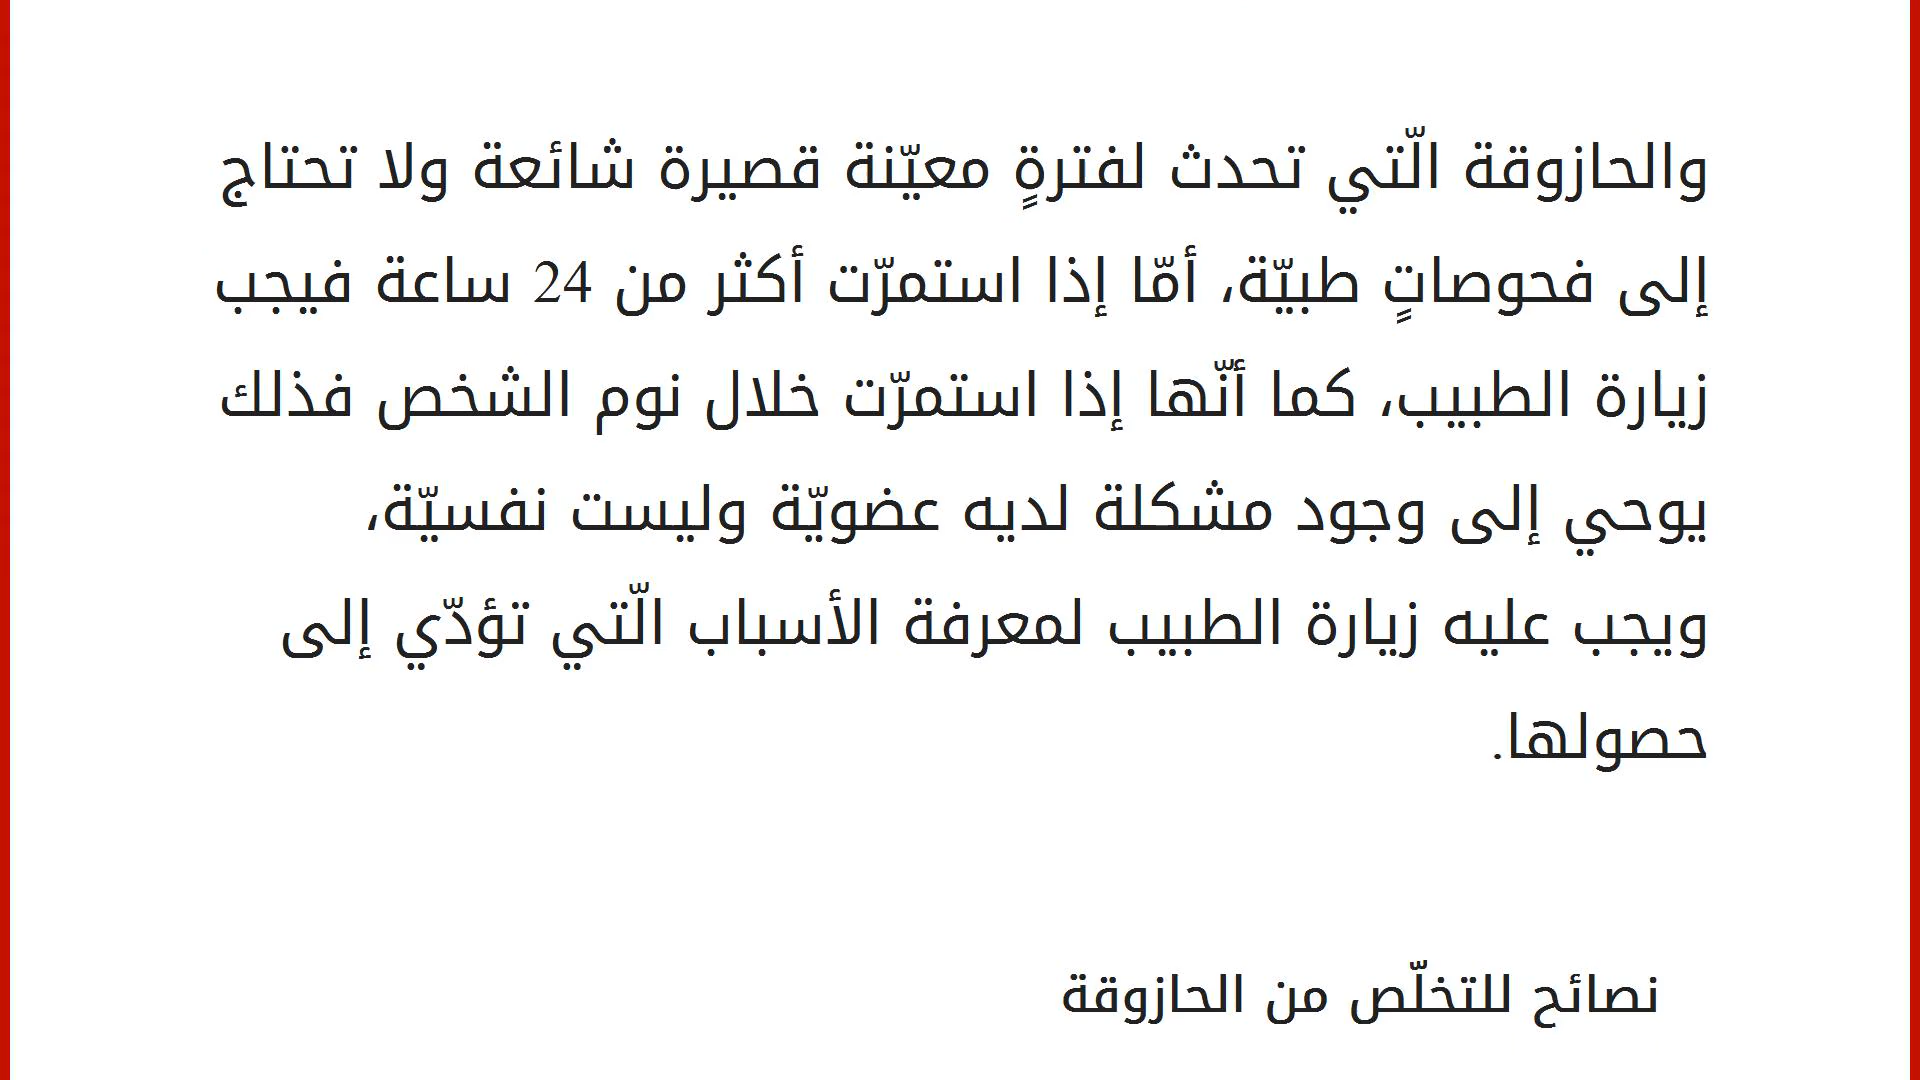 والحازوقة الّتي تحدث لفترةٍ معيّنة قصيرة شائعة ولا تحتاج
إلى فحوصاتٍ طبيّة، أمّا إذا استمرّت أكثر من 24 ساعة فيجب
زيارة الطبيب، كما أنّها إذا استمرّت خلال نوم الشخص فذلك
يوحي إلى وجود مشكلة لديه عضويّة وليست نفسيّة،
ويجب عليه زيارة الطبيب لمعرفة الأسباب الّتي تؤدّي إلى
حصولها.
نصائح للتخلّص من الحازوقة